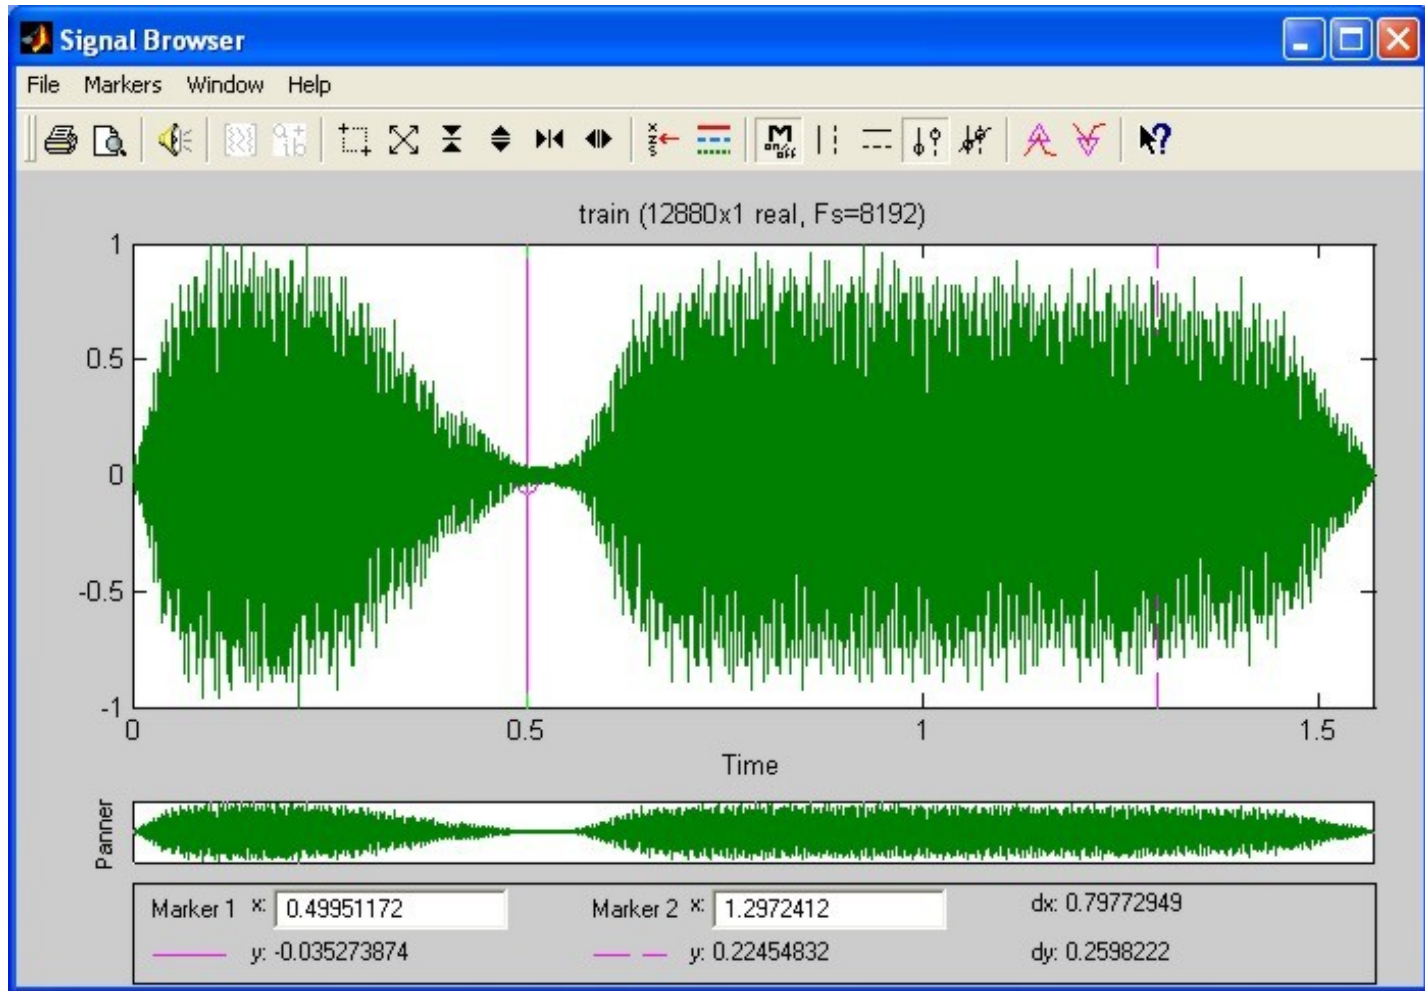 Signal Browser
File Markers Window Help
M
on/off
train (12880x1 real, Fs=8192)
1
0.5
0
-0.5
-1
0 0.5 1 1.5
Time
Panner
Marker 1 x: 0.49951172 Marker 2 x: 1.2972412 dx: 0.79772949
y: -0.035273874 y: 0.22454832 dy: 0.2598222